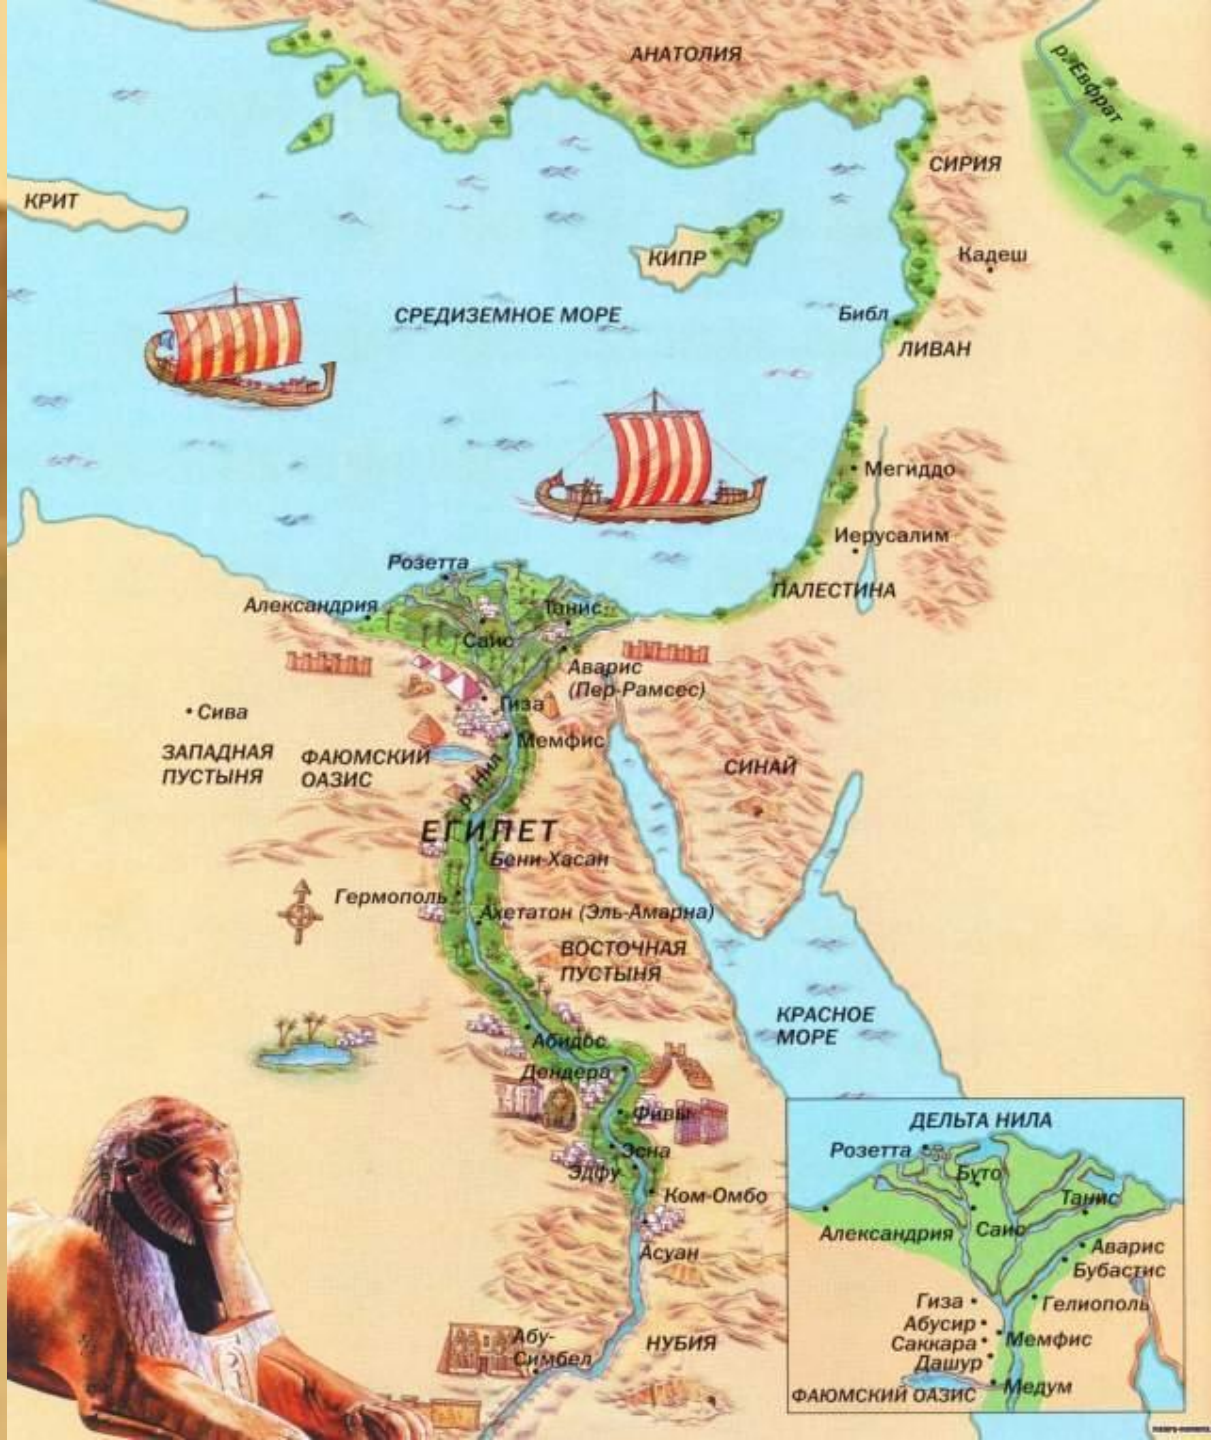 АНАТОЛИЯ
р. Евфрат
СИРИЯ
КРИТ
КИПР
Кадеш
СРЕДИЗЕМНОЕ МОРЕ
Библ
ЛИВАН
Мегиддо
Иерусалим
ПАЛЕСТИНА
Розетта
Александрия
Танис
Саис
Аварис
(Пер-Рамсес)
Гиза
• Сива
Мемфис
ЗАПАДНАЯ
ПУСТЫНЯ
ФАЮМСКИЙ
ОАЗИС
р. Нил
СИНАЙ
ЕГИПЕТ
Бени-Хасан
Гермополь
Ахетатон (Эль-Амарна)
ВОСТОЧНАЯ
ПУСТЫНЯ
КРАСНОЕ
МОРЕ
Абидос
Дендера
Фивы
Эсна
Эдфу
Ком-Омбо
Асуан
НУБИЯ
Абу-
Симбел
ДЕЛЬТА НИЛА
Розетта
Буто
Танис
Александрия
Саис
Аварис
Бубастис
Гиза
Гелиополь
Абусир
Саккара
Мемфис
Дашур
Медум
ФАЮМСКИЙ ОАЗИС